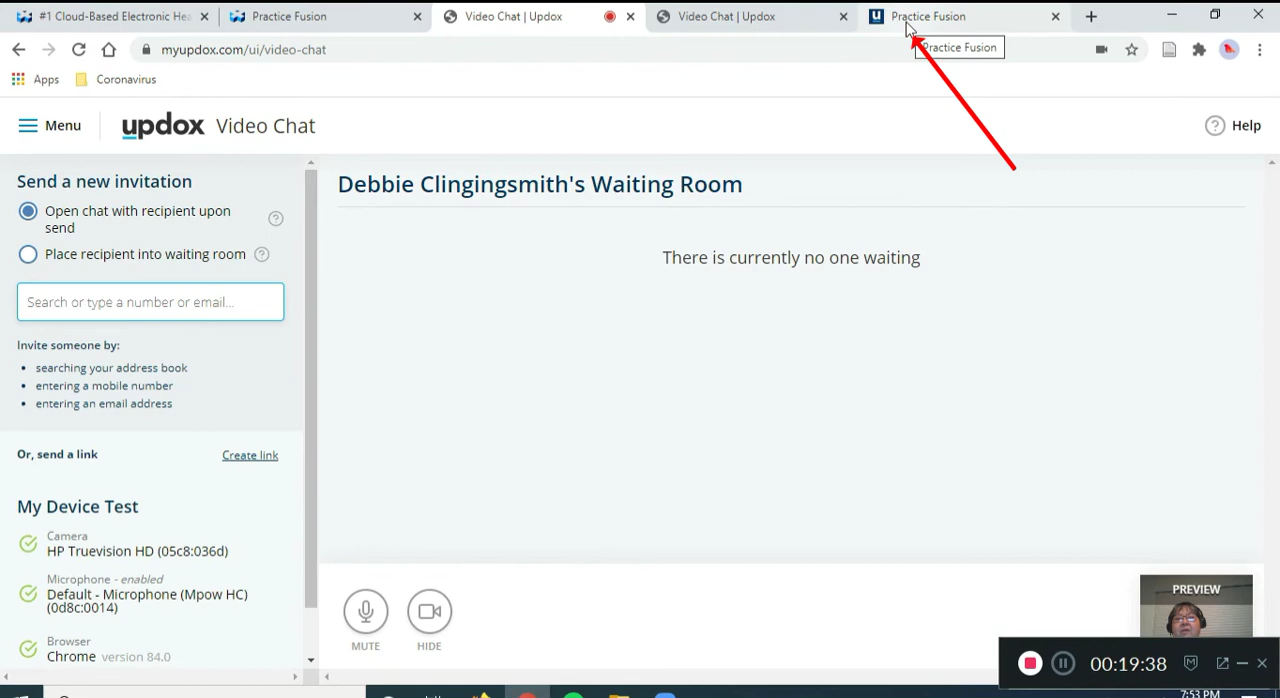 #1 Cloud-Based Electronic Hea
Practice Fusion
Video Chat | Updox
Video Chat | Updox
Practice Fusion
myupdox.com/ui/video-chat
Practice Fusion
Apps
Coronavirus
Menu
updox Video Chat
Help
Send a new invitation
Open chat with recipient upon
send
Place recipient into waiting room
Search or type a number or email...
Invite someone by:
• searching your address book
• entering a mobile number
• entering an email address
Or, send a link
Create link
My Device Test
Camera
HP Truevision HD (05c8:036d)
Microphone - enabled
Default - Microphone (Mpow HC)
(0d8c:0014)
Browser
Chrome version 84.0
Debbie Clingingsmith's Waiting Room
There is currently no one waiting
MUTE
HIDE
PREVIEW
00:19:38
7:53 PM